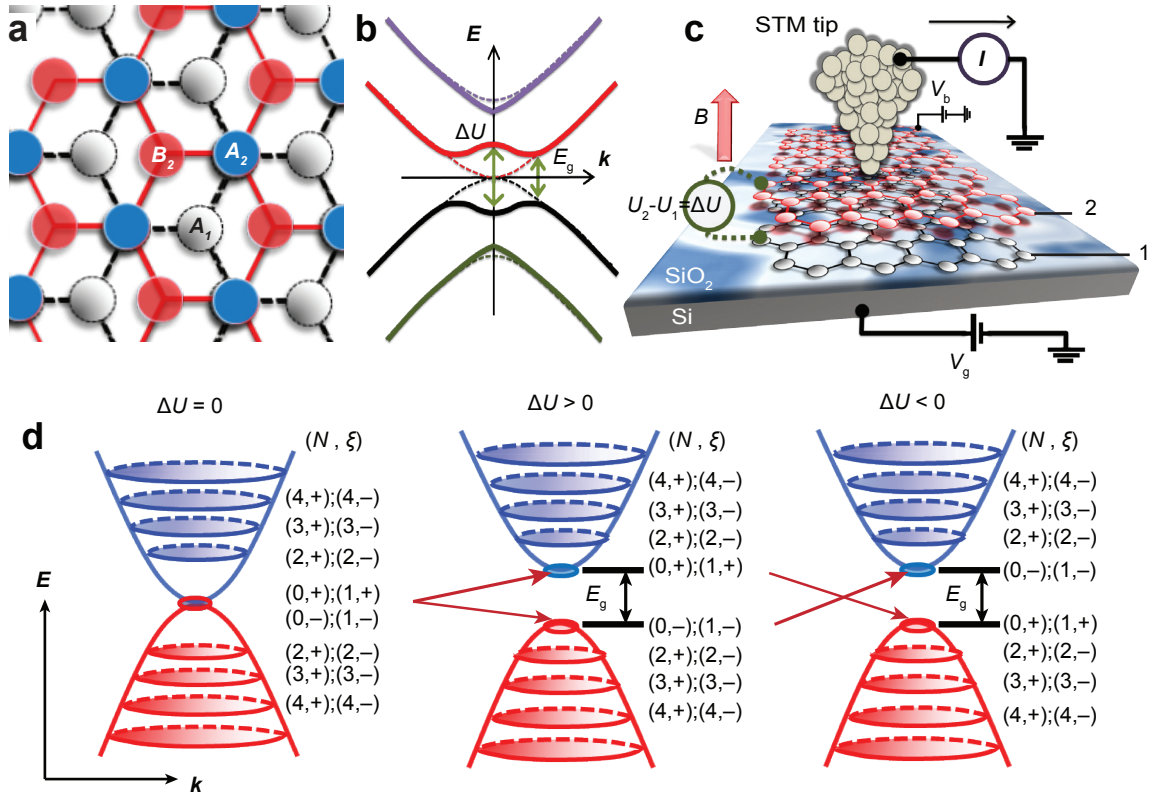 a
B2
A2
A1
b
E
ΔU
Eg
k
c
STM tip
I
Vb
B
U2-U1=ΔU
2
1
SiO2
Si
Vg
d
ΔU = 0
(N , ξ)
(4,+);(4,–)
(3,+);(3,–)
(2,+);(2,–)
(0,+);(1,+)
(0,–);(1,–)
(2,+);(2,–)
(3,+);(3,–)
(4,+);(4,–)
E
k
ΔU > 0
(N , ξ)
(4,+);(4,–)
(3,+);(3,–)
(2,+);(2,–)
(0,+);(1,+)
Eg
(0,–);(1,–)
(2,+);(2,–)
(3,+);(3,–)
(4,+);(4,–)
ΔU < 0
(N , ξ)
(4,+);(4,–)
(3,+);(3,–)
(2,+);(2,–)
(0,–);(1,–)
Eg
(0,+);(1,+)
(2,+);(2,–)
(3,+);(3,–)
(4,+);(4,–)